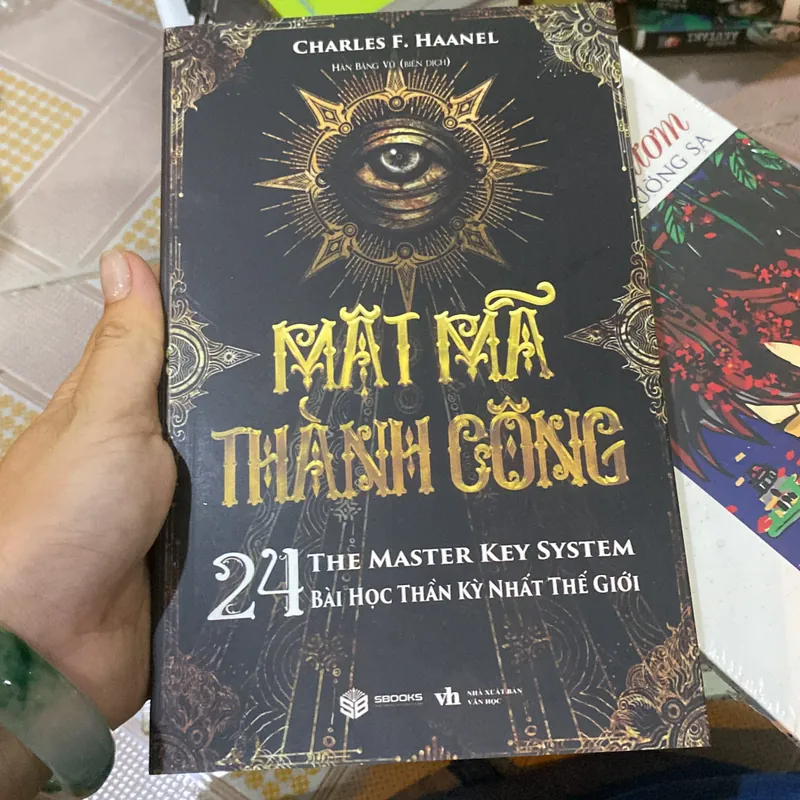 CHARLES F. HAANEL
HÀN BĂNG VŨ (BIÊN DỊCH)
MẬT MÃ
THÀNH CÔNG
24 THE MASTER KEY SYSTEM
BÀI HỌC THẦN KỲ NHẤT THẾ GIỚI
SBOOKS
vh NHÀ XUẤT BẢN
VĂN HỌC